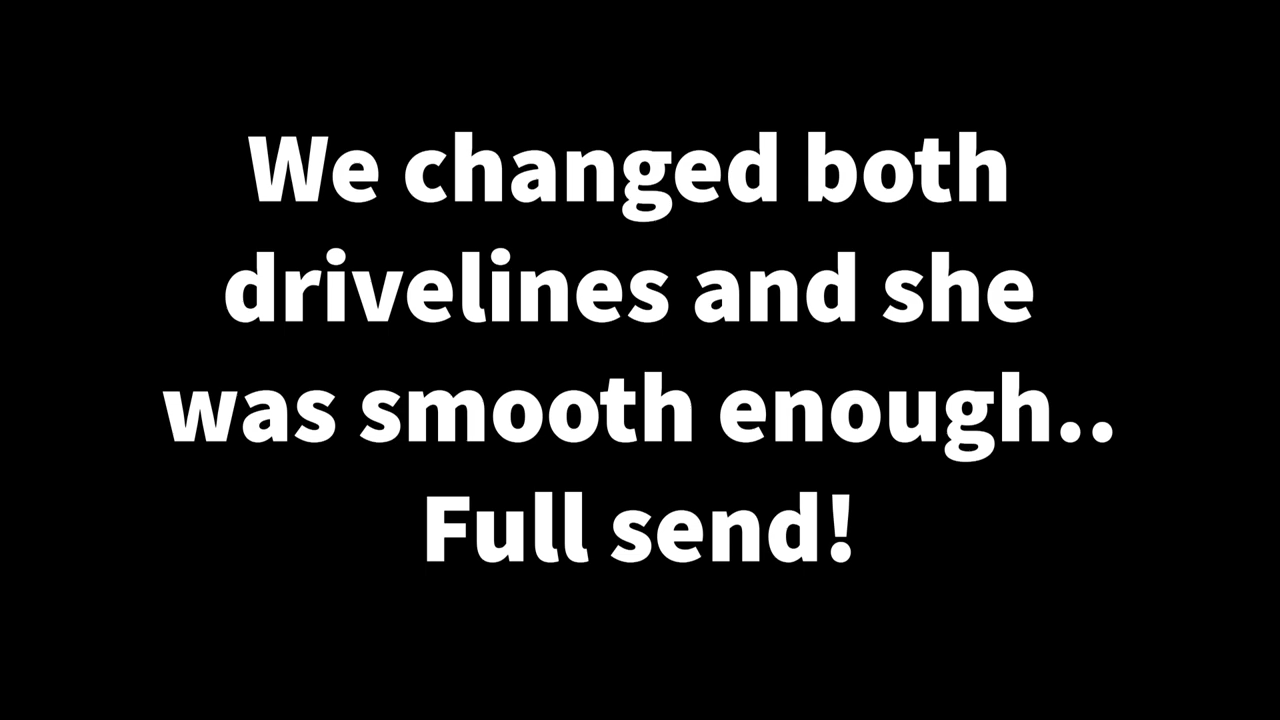 We changed both
drivelines and she
was smooth enough..
Full send!